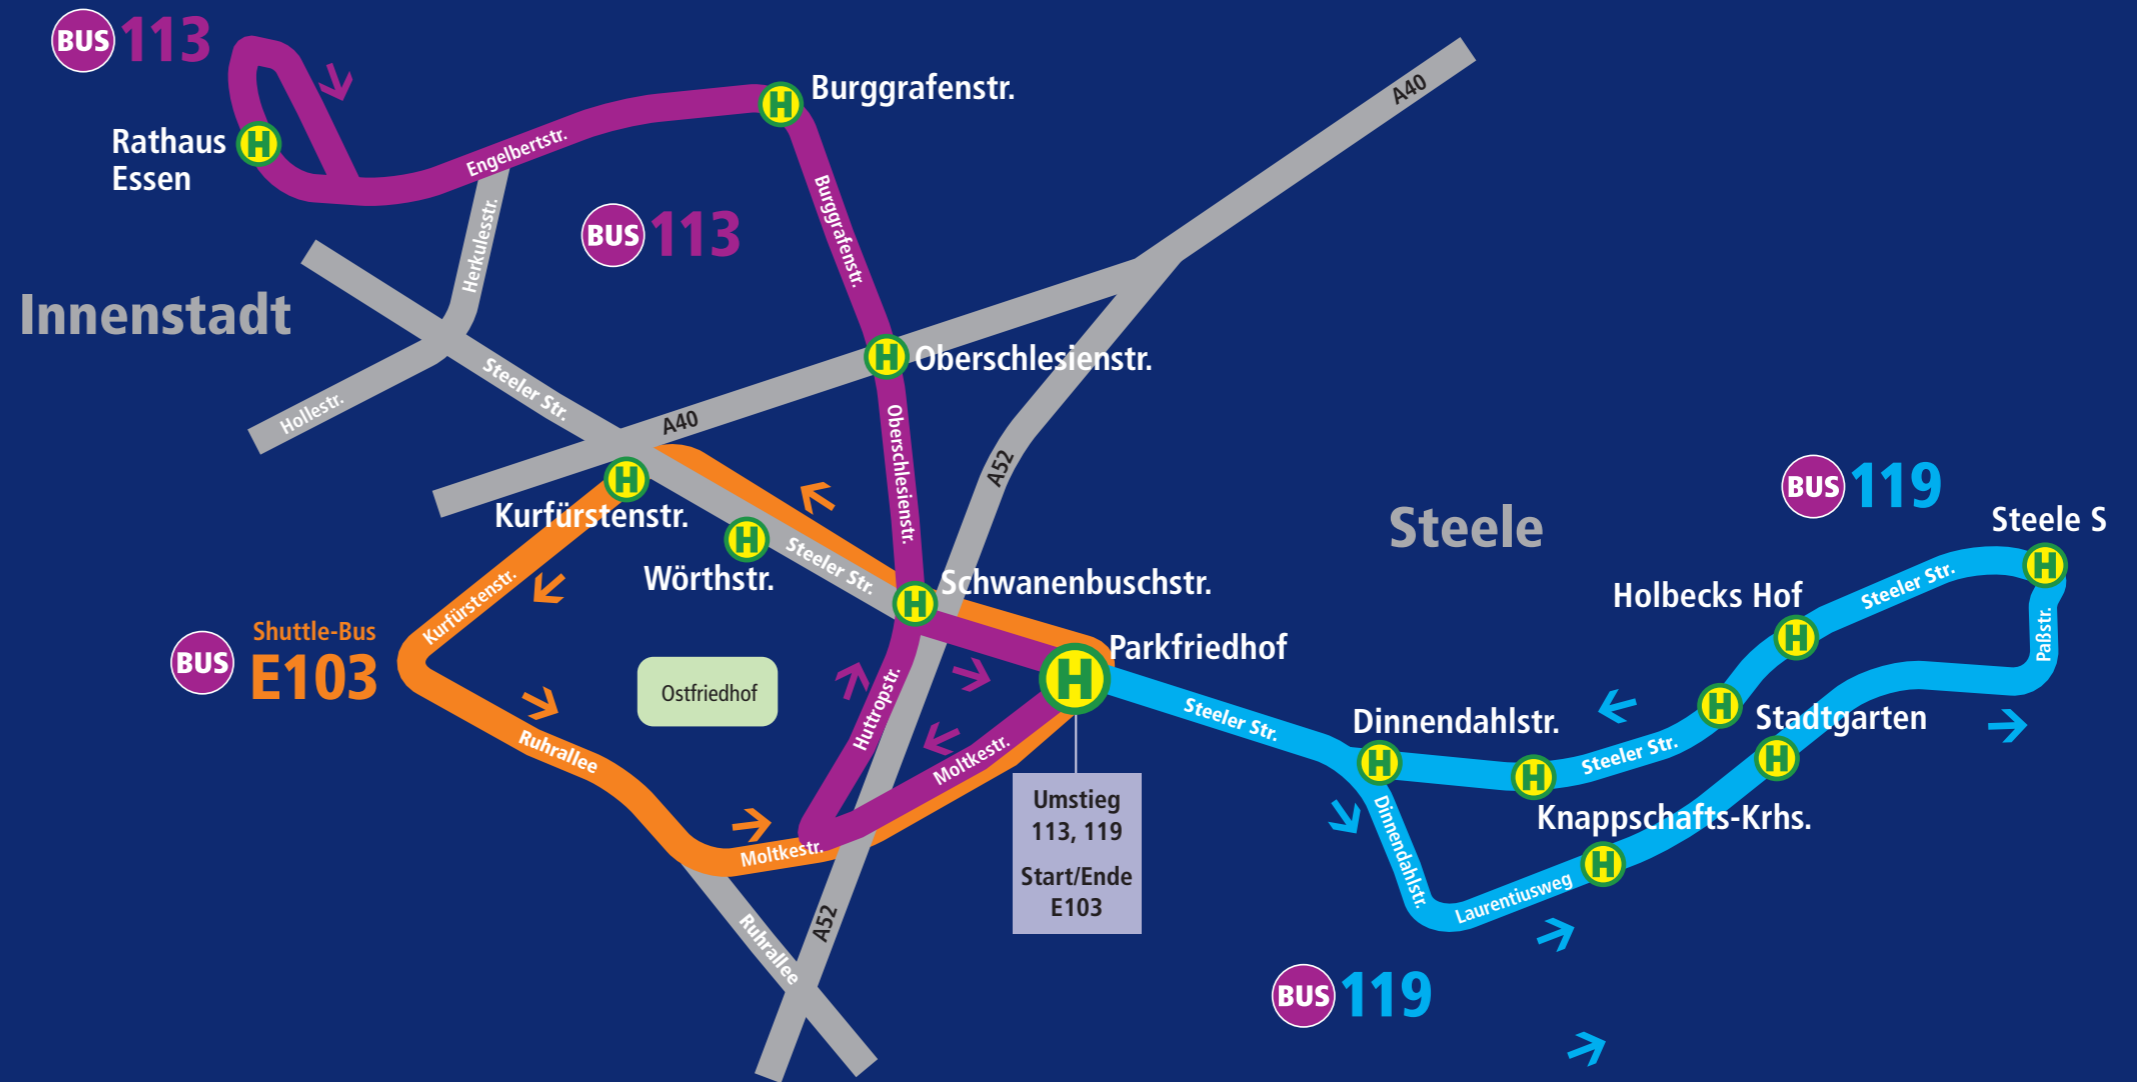 BUS 113
Burggrafenstr.
A40
Rathaus
Essen
Engelbertstr.
Burggrafenstr.
BUS 113
Herkulesstr.
Innenstadt
Oberschlesienstr.
Steeler Str.
Hollestr.
A40
Oberschlesienstr.
A52
BUS 119
Steele
Steele S
Kurfürstenstr.
Wörthstr.
Steeler Str.
Schwanenbuschstr.
Holbecks Hof
Steeler Str.
Kurfürstenstr.
Paßstr.
Shuttle-Bus
BUS E103
Parkfriedhof
Ostfriedhof
Huttropstr.
Steeler Str.
Dinnendahlstr.
Stadtgarten
Ruhrallee
Moltkestr.
Steeler Str.
Umstieg
113, 119
Start/Ende
E103
Knappschafts-Krhs.
Moltkestr.
Dinnendahlstr.
Laurentiusweg
A52
Ruhrallee
BUS 119
H
H
H
H
H
H
H
H
H
H
H
H
H
H